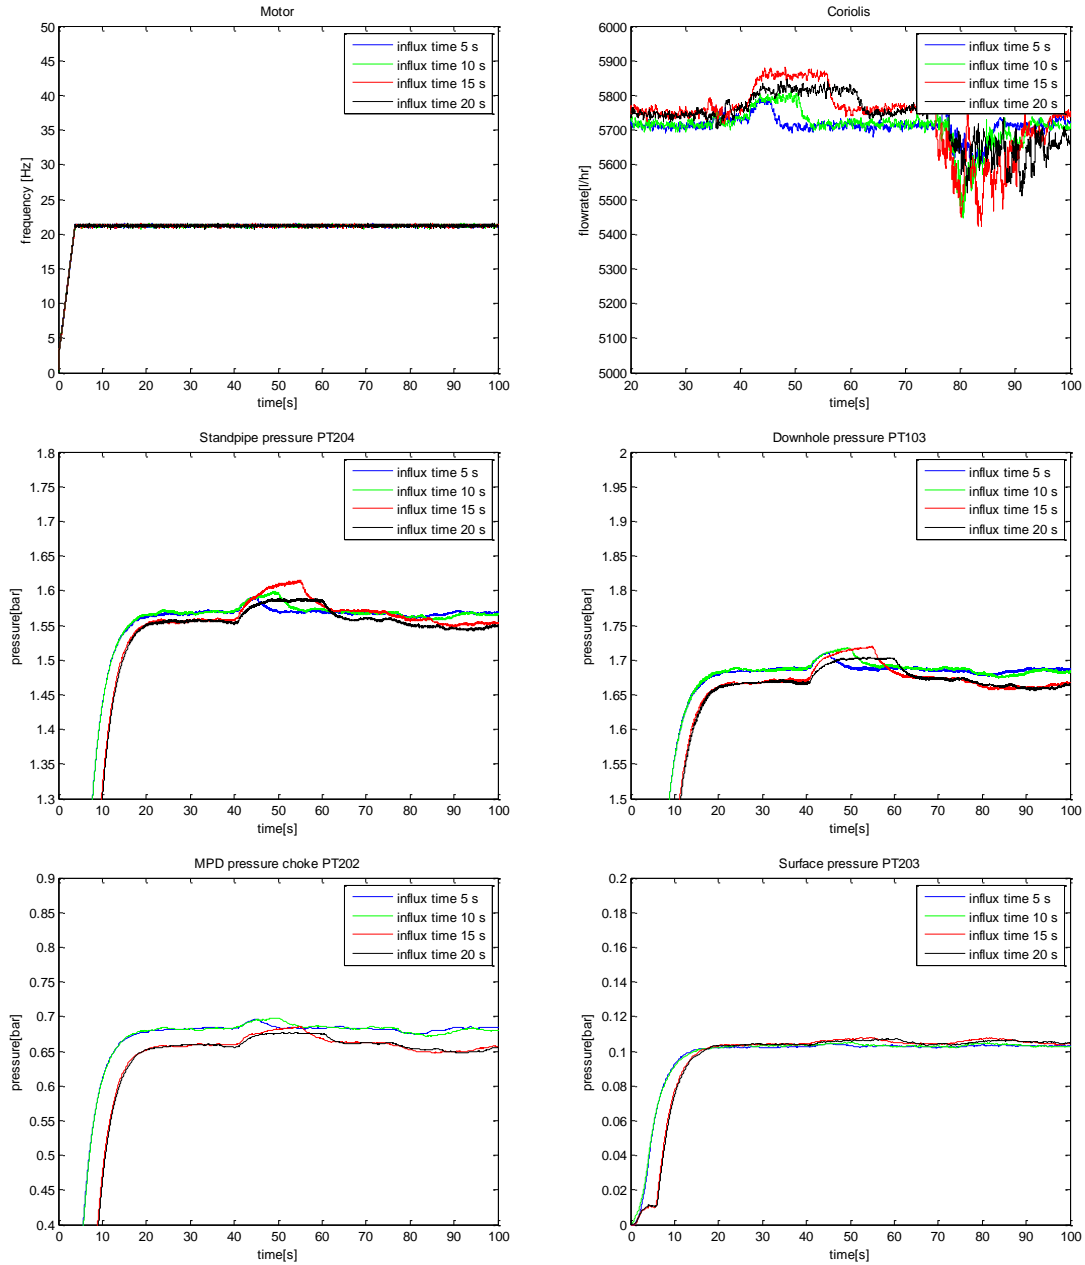 Motor
50
45
40
35
30
25
20
15
10
5
0
frequency [Hz]
0 10 20 30 40 50 60 70 80 90 100
time[s]
influx time 5 s
influx time 10 s
influx time 15 s
influx time 20 s
Coriolis
6000
5900
5800
5700
5600
5500
5400
5300
5200
5100
5000
flowrate[l/hr]
20 30 40 50 60 70 80 90 100
time[s]
influx time 5 s
influx time 10 s
influx time 15 s
influx time 20 s
Standpipe pressure PT204
1.8
1.75
1.7
1.65
1.6
1.55
1.5
1.45
1.4
1.35
1.3
pressure[bar]
0 10 20 30 40 50 60 70 80 90 100
time[s]
influx time 5 s
influx time 10 s
influx time 15 s
influx time 20 s
Downhole pressure PT103
2
1.95
1.9
1.85
1.8
1.75
1.7
1.65
1.6
1.55
1.5
pressure[bar]
0 10 20 30 40 50 60 70 80 90 100
time[s]
influx time 5 s
influx time 10 s
influx time 15 s
influx time 20 s
MPD pressure choke PT202
0.9
0.85
0.8
0.75
0.7
0.65
0.6
0.55
0.5
0.45
0.4
pressure[bar]
0 10 20 30 40 50 60 70 80 90 100
time[s]
influx time 5 s
influx time 10 s
influx time 15 s
influx time 20 s
Surface pressure PT203
0.2
0.18
0.16
0.14
0.12
0.1
0.08
0.06
0.04
0.02
0
pressure[bar]
0 10 20 30 40 50 60 70 80 90 100
time[s]
influx time 5 s
influx time 10 s
influx time 15 s
influx time 20 s